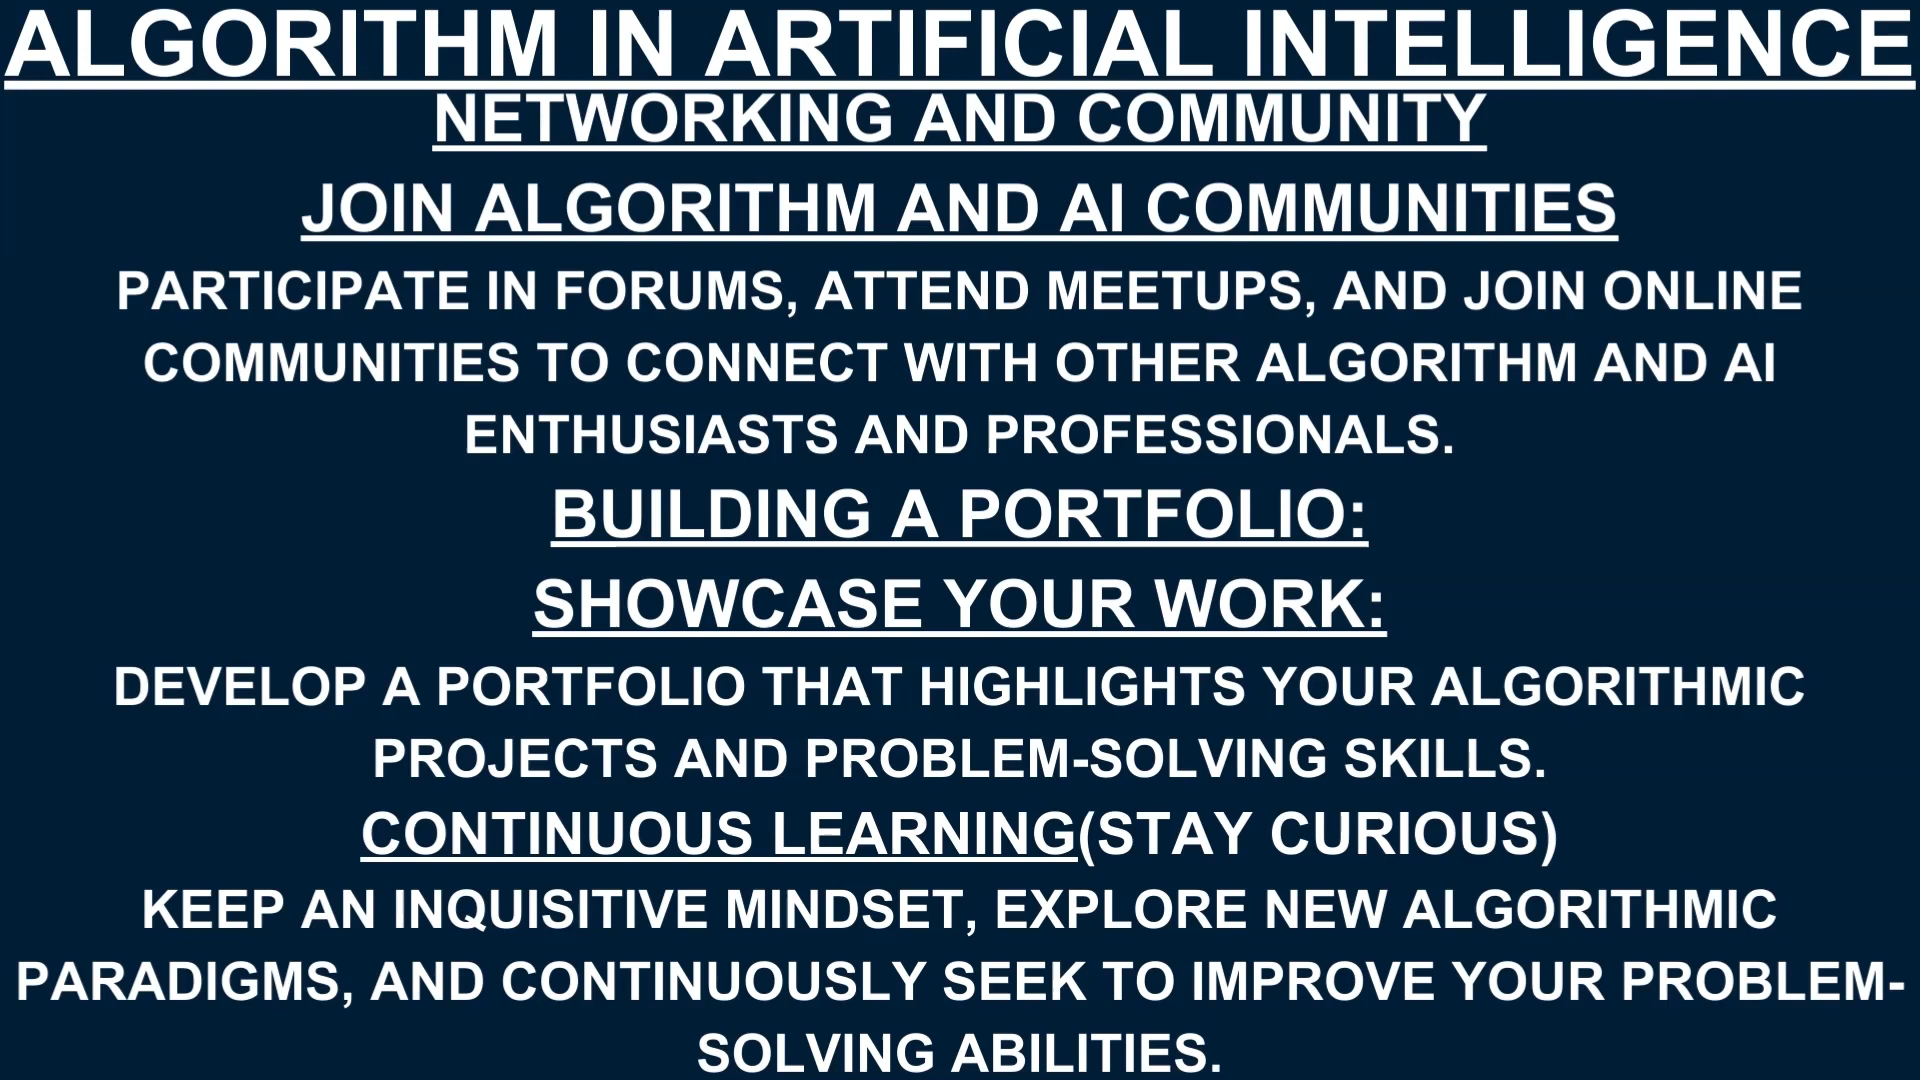 ALGORITHM IN ARTIFICIAL INTELLIGENCE
NETWORKING AND COMMUNITY
JOIN ALGORITHM AND AI COMMUNITIES
PARTICIPATE IN FORUMS, ATTEND MEETUPS, AND JOIN ONLINE
COMMUNITIES TO CONNECT WITH OTHER ALGORITHM AND AI
ENTHUSIASTS AND PROFESSIONALS.
BUILDING A PORTFOLIO:
SHOWCASE YOUR WORK:
DEVELOP A PORTFOLIO THAT HIGHLIGHTS YOUR ALGORITHMIC
PROJECTS AND PROBLEM-SOLVING SKILLS.
CONTINUOUS LEARNING(STAY CURIOUS)
KEEP AN INQUISITIVE MINDSET, EXPLORE NEW ALGORITHMIC
PARADIGMS, AND CONTINUOUSLY SEEK TO IMPROVE YOUR PROBLEM-
SOLVING ABILITIES.